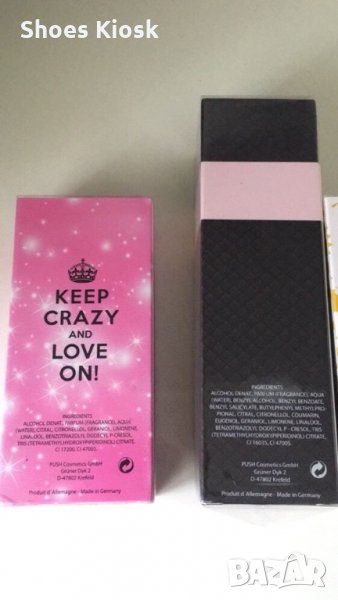 Shoes Kiosk
KEEP
CRAZY
AND
LOVE
ON!
INGREDIENTS
ALCOHOL DENAT., PARFUM (FRAGRANCE), AQUA
(WATER), CITRAL, CITRONELLOL, GERANIOL, LIMONENE,
LINALOOL, BENZOTRIAZOLYL DODECYL P-CRESOL,
TRIS (TETRAMETHYLHYDROXYPIPERIDINOL) CITRATE,
CI 17200, CI 47005.
PUSH Cosmetics GmbH
Grüner Dyk 2
D-47802 Krefeld
Produit d´Allemagne - Made in Germany
INGREDIENTS
ALCOHOL DENAT., PARFUM (FRAGRANCE), AQUA
(WATER), BENZYL ALCOHOL, BENZYL BENZOATE,
BENZYL SALICYLATE, BUTYLPHENYL METHYLPRO-
PIONAL, CITRAL, CITRONELLOL, COUMARIN,
EUGENOL, GERANIOL, LIMONENE, LINALOOL,
BENZOTRIAZOLYL DODECYL P - CRESOL, TRIS
(TETRAMETHYLHYDROXYPIPERIDINOL) CITRATE,
CI 16035, CI 47005.
PUSH Cosmetics GmbH
Grüner Dyk 2
D-47802 Krefeld
Produit d´Allemagne - Made in Germany
BAZAR